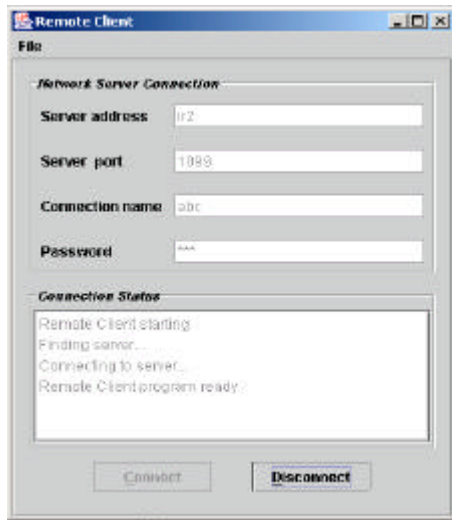 Remote Client
File
Network Server Connection
Server address ir2
Server port 1099
Connection name abc
Password ***
Connection Status
Remote Client starting
Finding server...
Connecting to server...
Remote Client program ready
Connect Disconnect